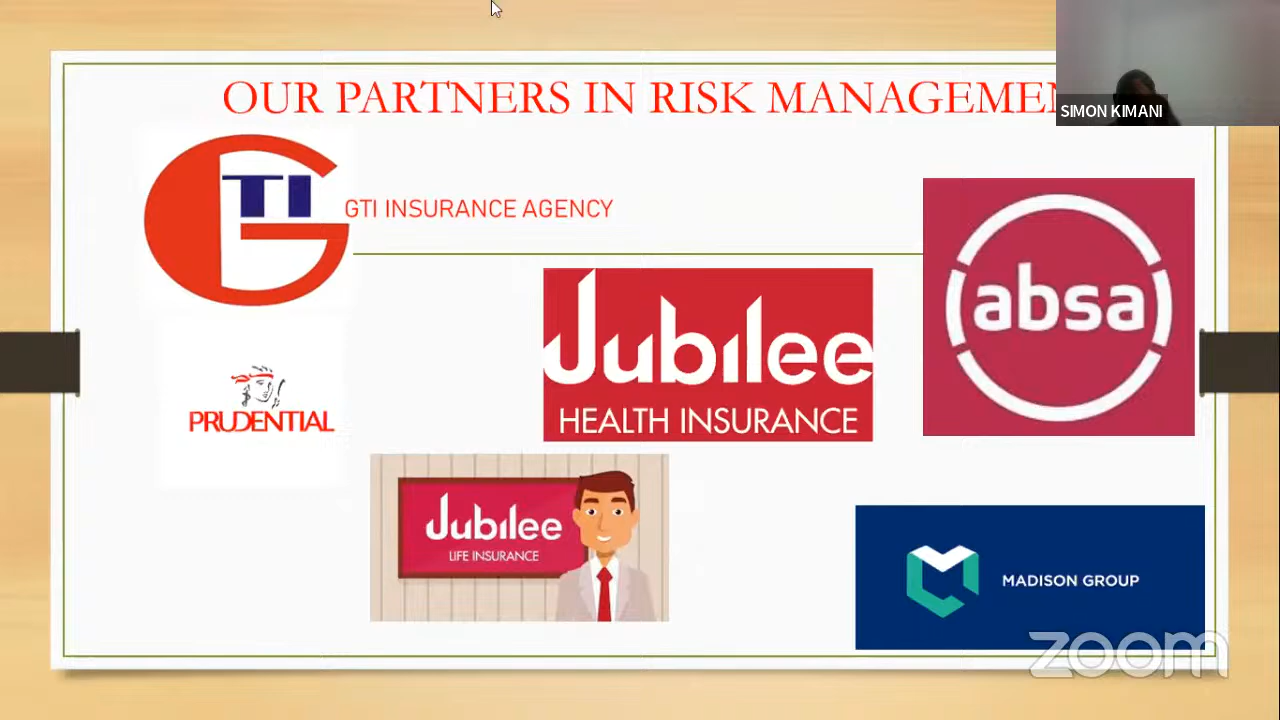 OUR PARTNERS IN RISK MANAGEMEN
SIMON KIMANI
GTI
GTI INSURANCE AGENCY
absa
Jubilee
HEALTH INSURANCE
PRUDENTIAL
Jubilee
LIFE INSURANCE
MADISON GROUP
zoom